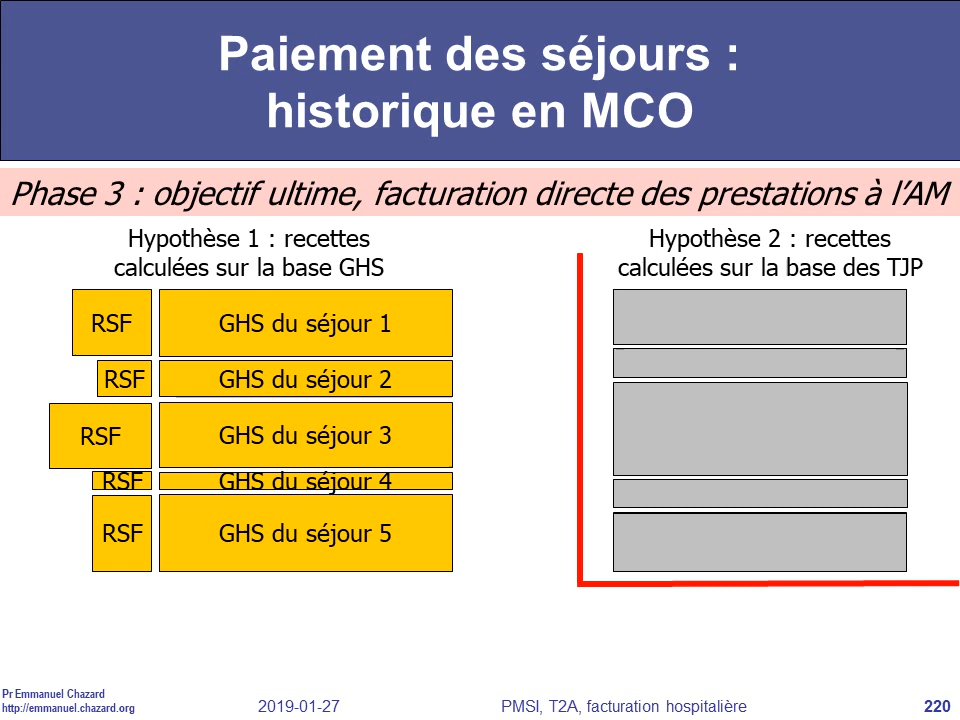 Paiement des séjours :
historique en MCO
Phase 3 : objectif ultime, facturation directe des prestations à l’AM
Hypothèse 1 : recettes
calculées sur la base GHS
Hypothèse 2 : recettes
calculées sur la base des TJP
RSF GHS du séjour 1
RSF GHS du séjour 2
RSF GHS du séjour 3
RSF GHS du séjour 4
RSF GHS du séjour 5
Pr Emmanuel Chazard
http://emmanuel.chazard.org
2019-01-27 PMSI, T2A, facturation hospitalière 220